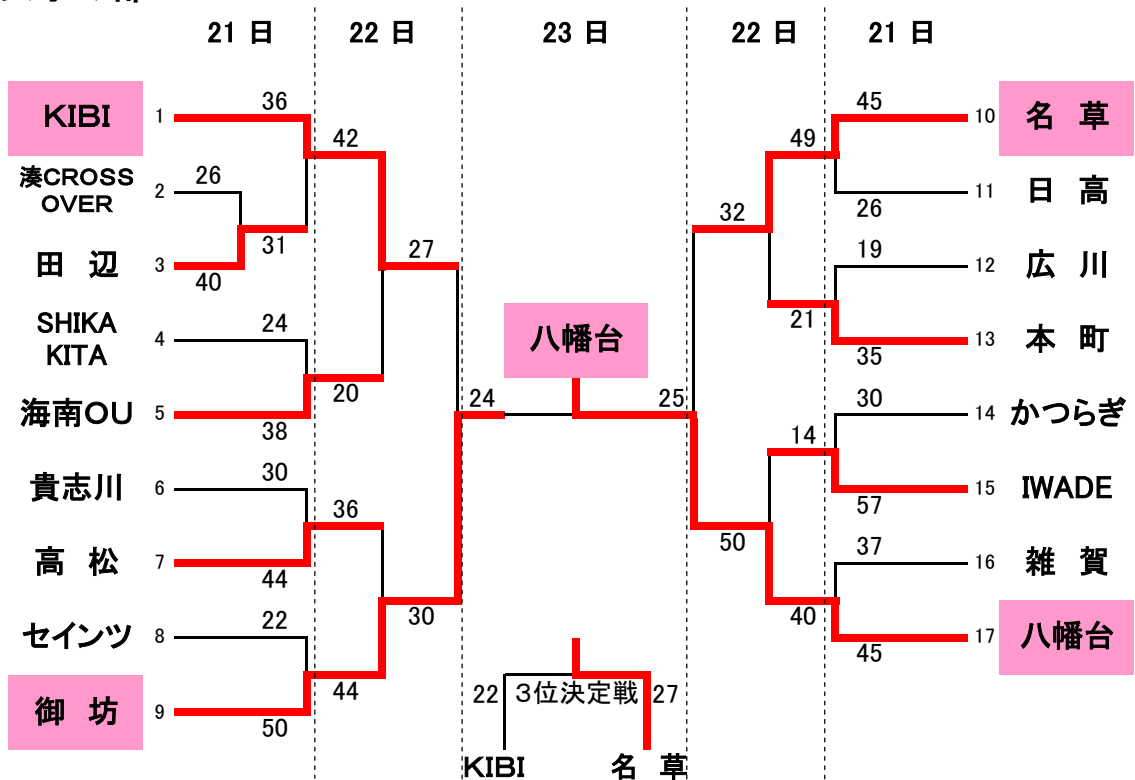 21 日 22 日 23 日 22 日 21 日
KIBI 1 36
42
湊CROSS
OVER 2 26
31
田 辺 3 40
27
SHIKA
KITA 4 24
20
海南OU 5 38
24
貴志川 6 30
36
高 松 7 44
30
セインツ 8 22
44
御 坊 9 50
八幡台
25
45 10 名 草
49
26 11 日 高
32
19 12 広 川
21
35 13 本 町
30 14 かつらぎ
14
57 15 IWADE
50
37 16 雑 賀
40
45 17 八幡台
22 3位決定戦 27
KIBI 名 草